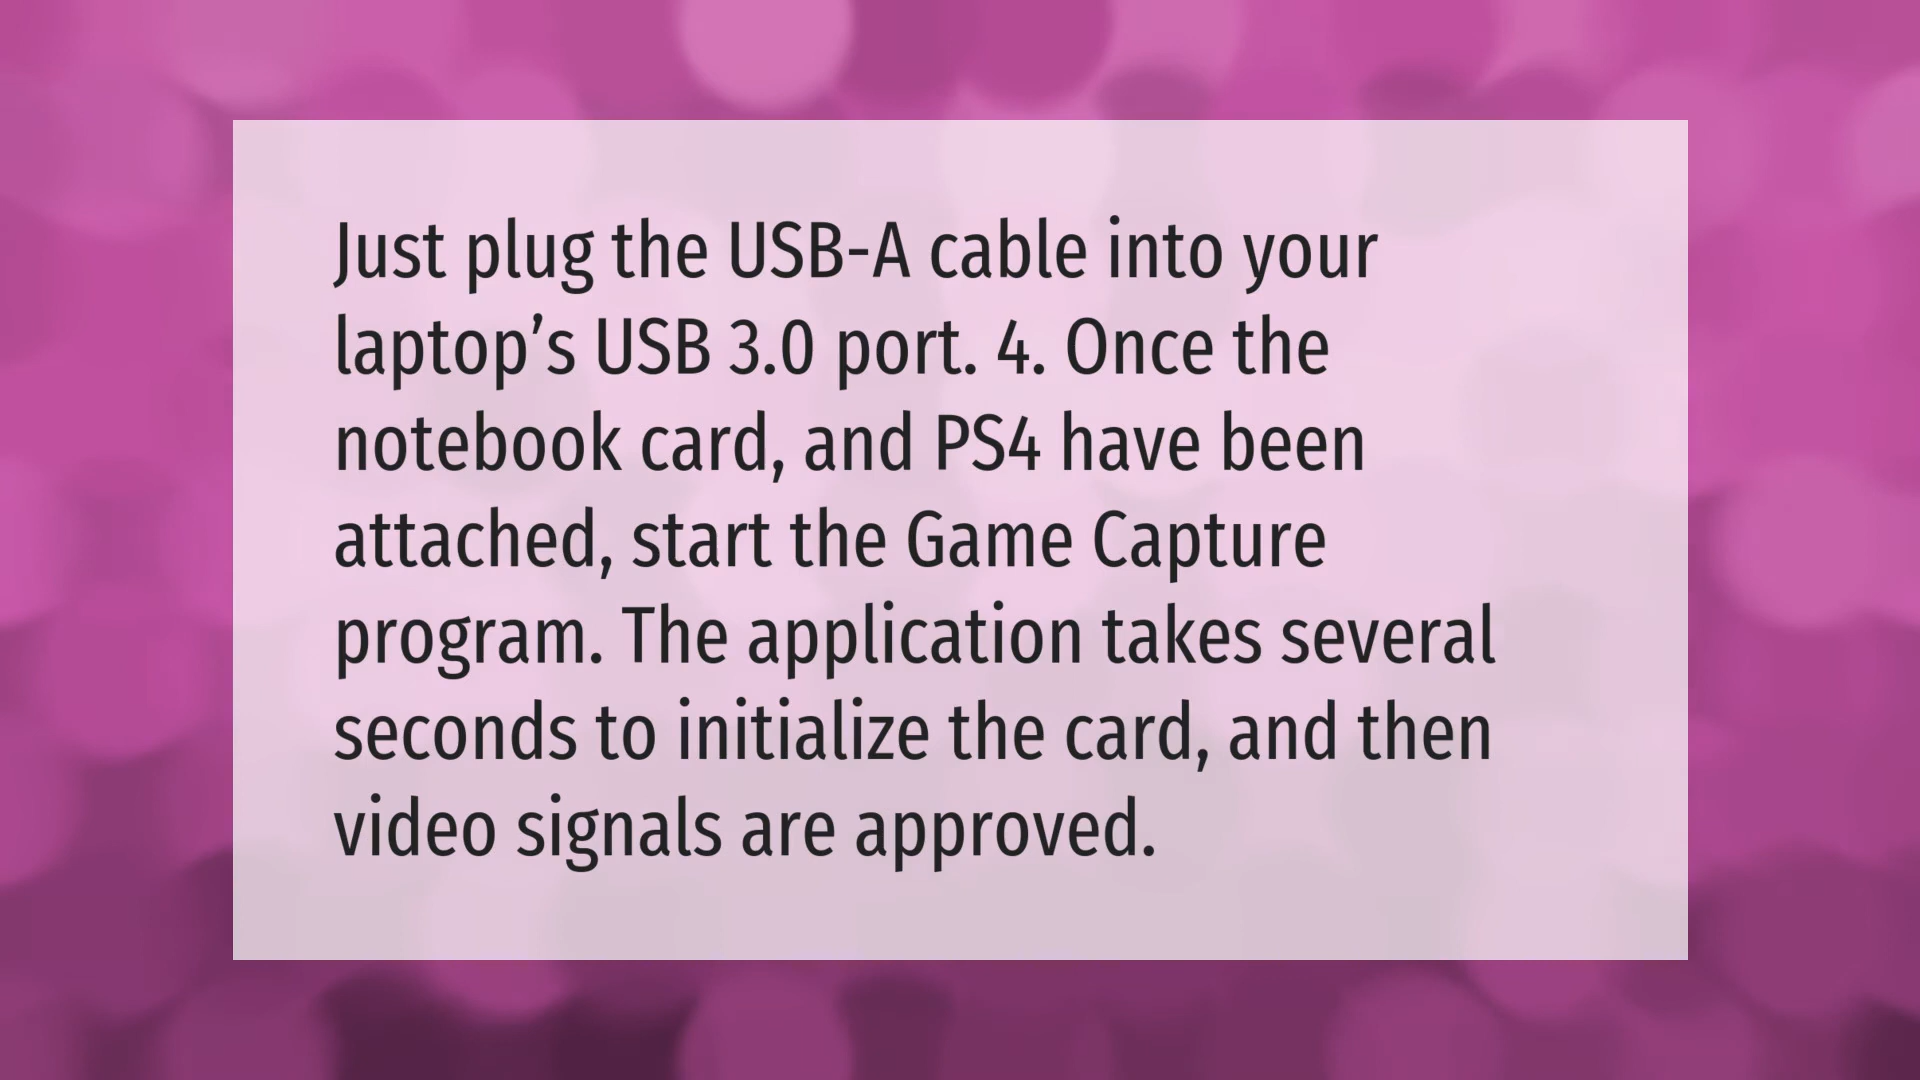 Just plug the USB-A cable into your
laptop’s USB 3.0 port. 4. Once the
notebook card, and PS4 have been
attached, start the Game Capture
program. The application takes several
seconds to initialize the card, and then
video signals are approved.